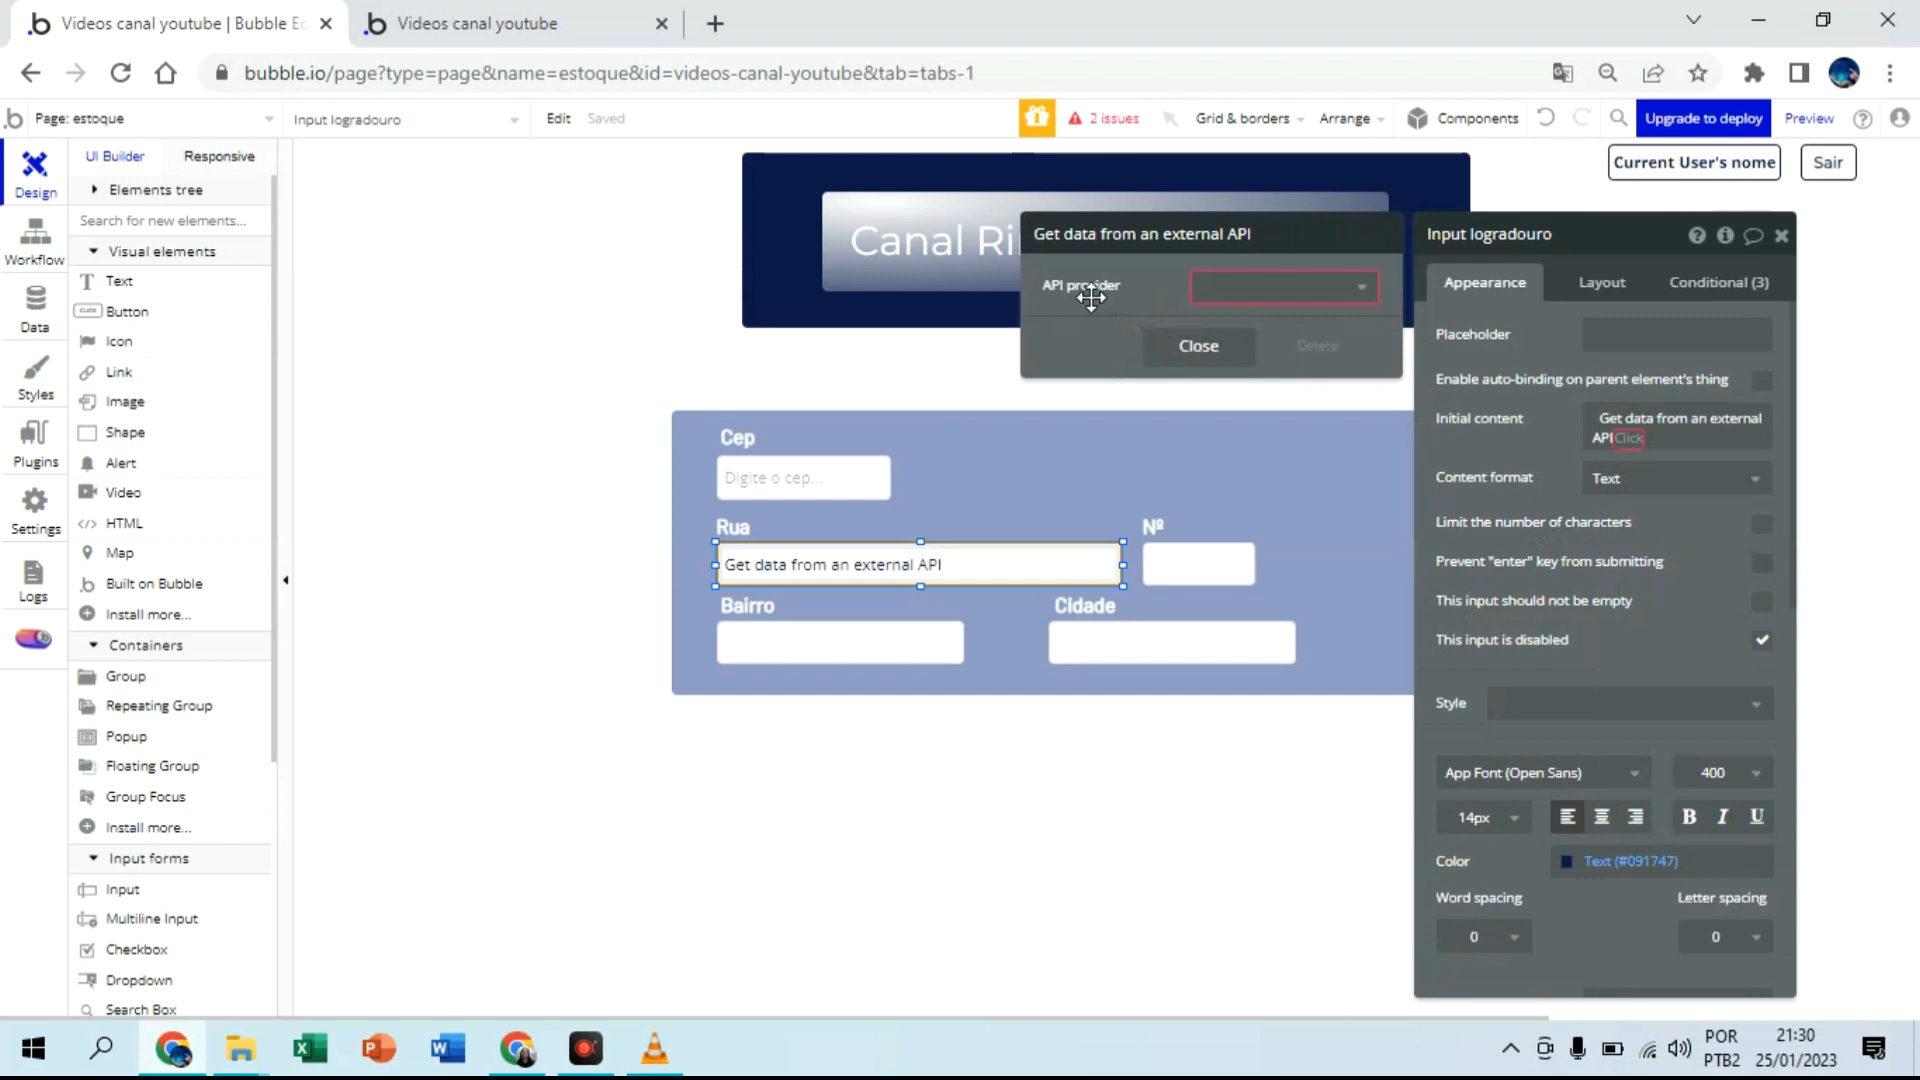 Videos canal youtube | Bubble Ec
Videos canal youtube
bubble.io/page?type=page&name=estoque&id=videos-canal-youtube&tab=tabs-1
Page: estoque
Input logradouro
Edit
Saved
2 issues
Grid & borders
Arrange
Components
Upgrade to deploy
Preview
UI Builder
Responsive
Design
Workflow
Data
Styles
Plugins
Settings
Logs
Elements tree
Search for new elements...
Visual elements
Text
CLICK Button
Icon
Link
Image
Shape
Alert
Video
HTML
Map
Built on Bubble
Install more...
Containers
Group
Repeating Group
Popup
Floating Group
Group Focus
Install more...
Input forms
Input
Multiline Input
Checkbox
Dropdown
Search Box
Current User's nome
Sair
Canal Ri
Get data from an external API
API provider
Close
Delete
Cep
Digite o cep...
Rua
Nº
Get data from an external API
Bairro
Cidade
Input logradouro
Appearance
Layout
Conditional (3)
Placeholder
Enable auto-binding on parent element's thing
Initial content
Get data from an external
APIClick
Content format
Text
Limit the number of characters
Prevent "enter" key from submitting
This input should not be empty
This input is disabled
Style
App Font (Open Sans)
400
14px
B I U
Color
Text (#091747)
Word spacing
Letter spacing
0
0
POR
PTB2
21:30
25/01/2023